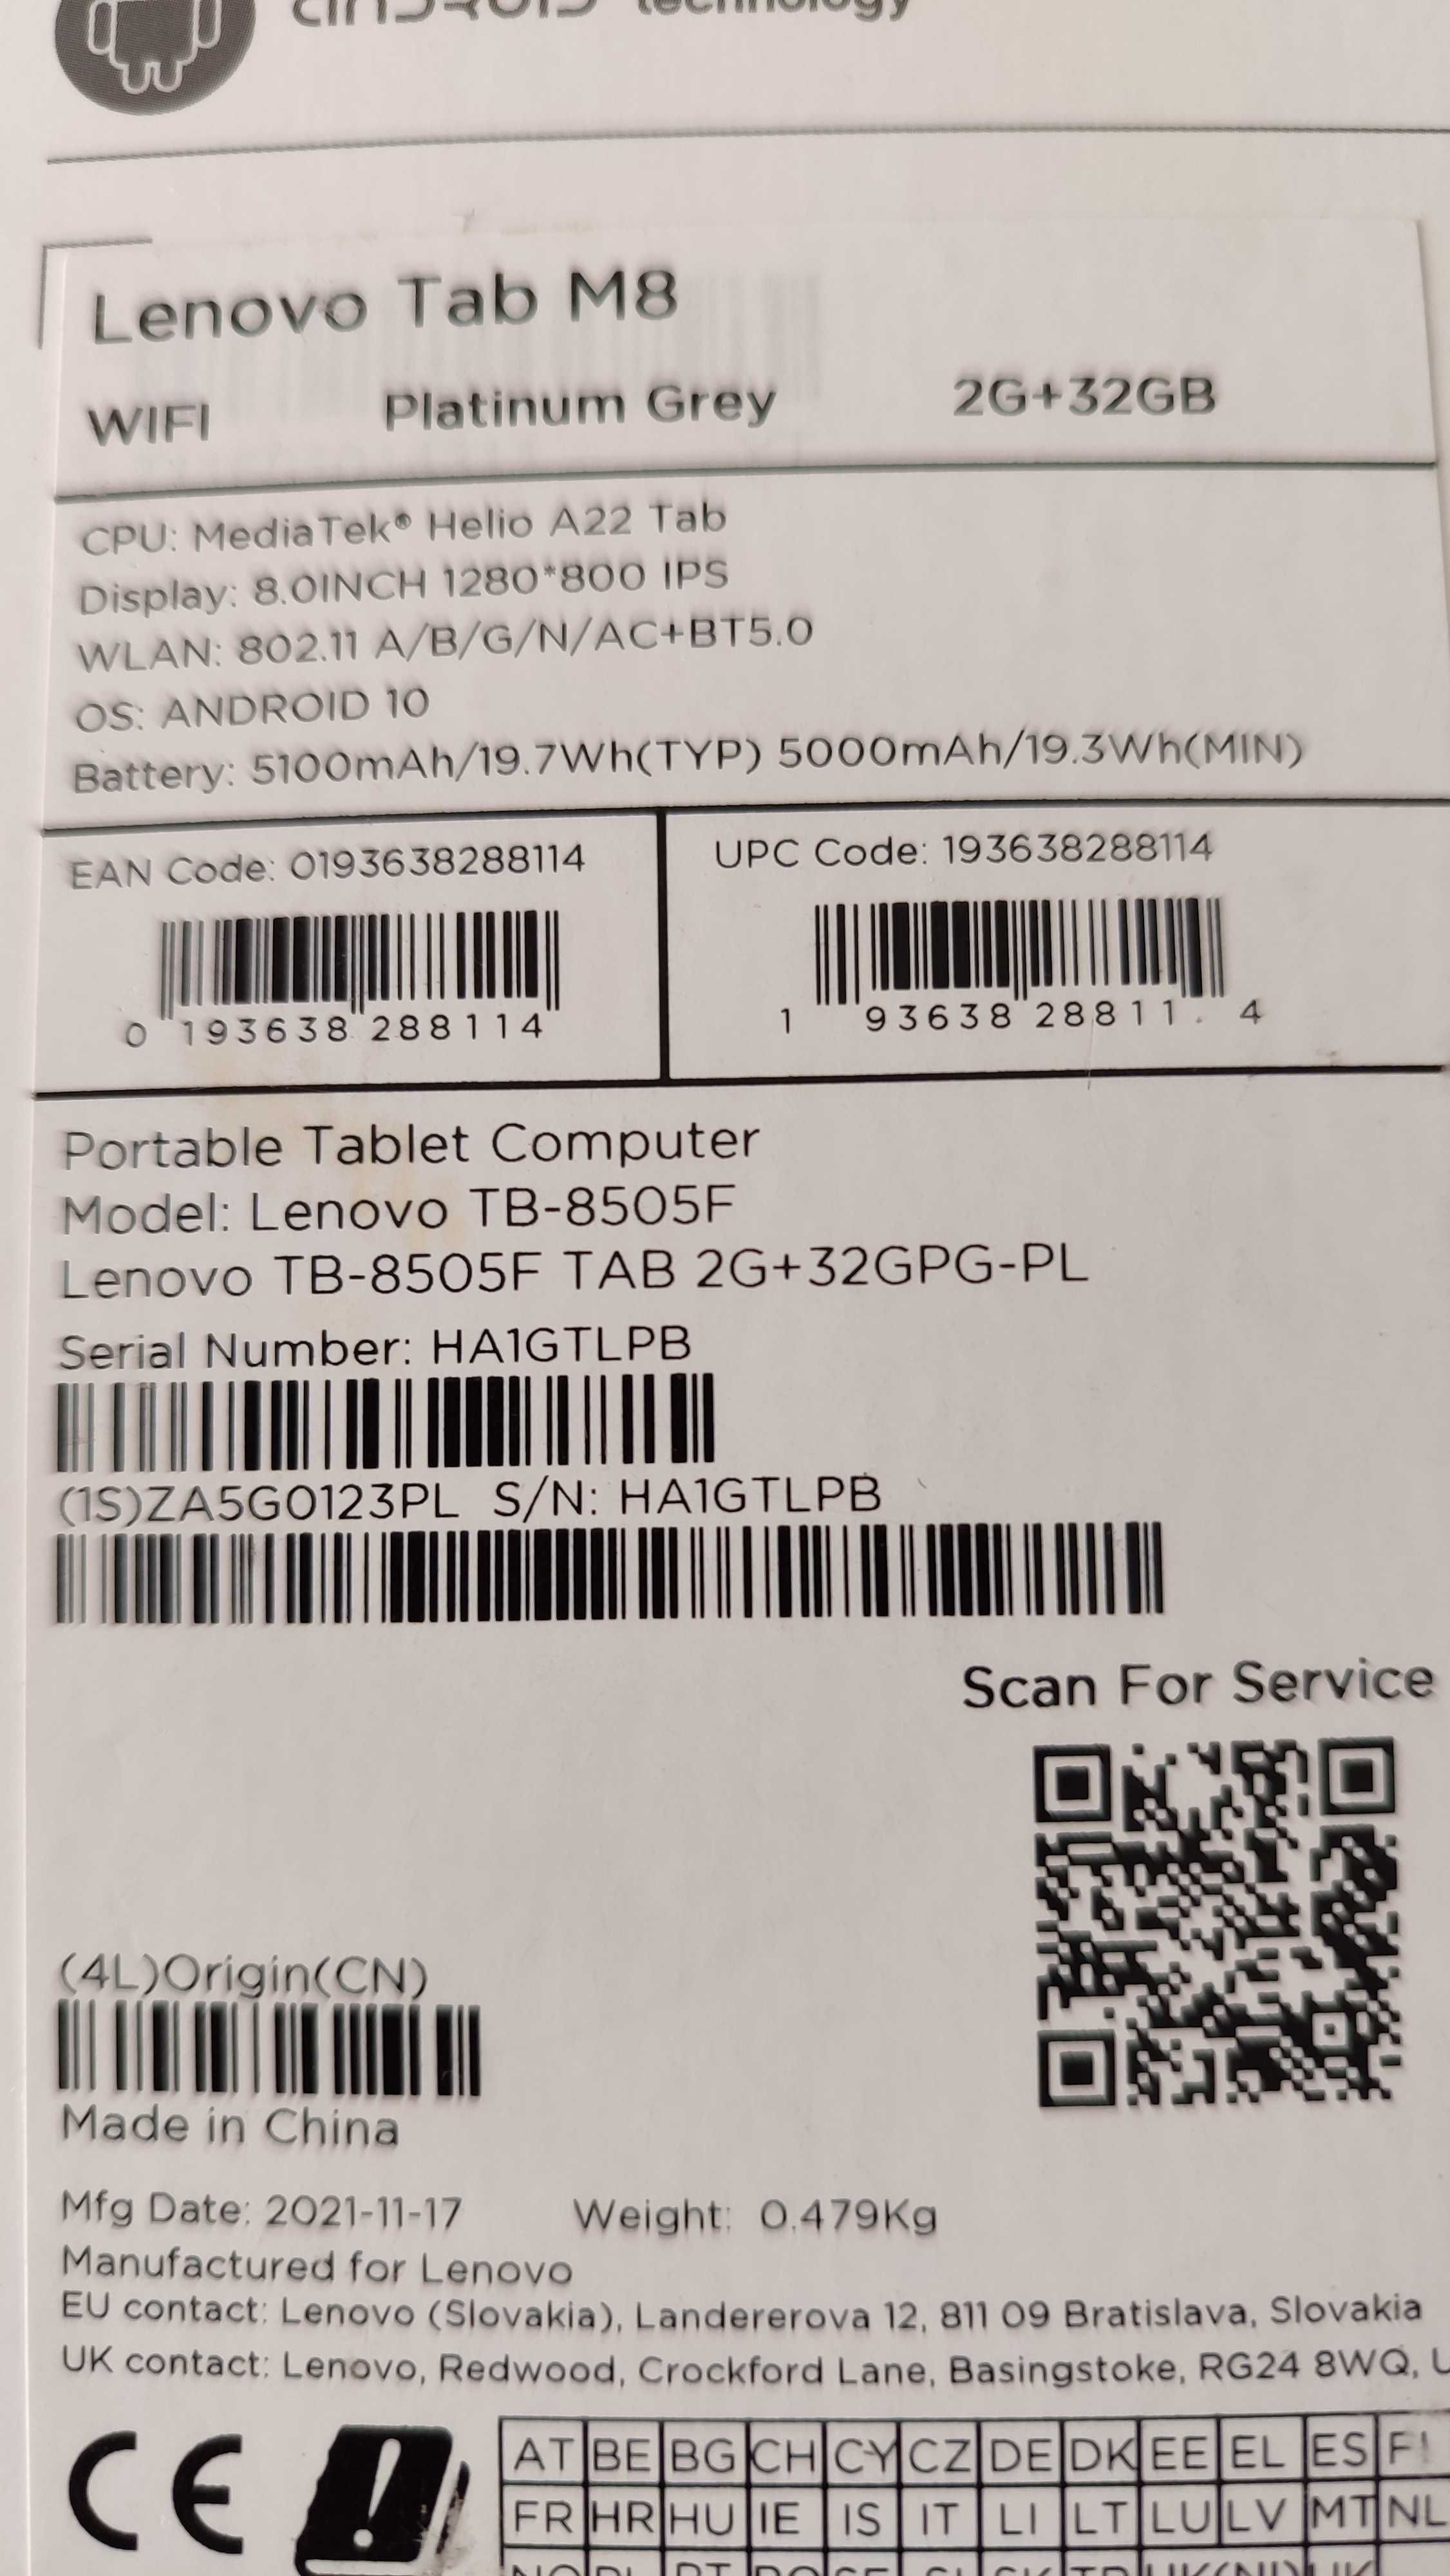 ANDROID technology
Lenovo Tab M8
WIFI Platinum Grey 2G+32GB
CPU: MediaTek® Helio A22 Tab
Display: 8.0INCH 1280*800 IPS
WLAN: 802.11 A/B/G/N/AC+BT5.0
OS: ANDROID 10
Battery: 5100mAh/19.7Wh(TYP) 5000mAh/19.3Wh(MIN)
EAN Code: 0193638288114
UPC Code: 193638288114
0 193638 288114
1 93638 28811 4
Portable Tablet Computer
Model: Lenovo TB-8505F
Lenovo TB-8505F TAB 2G+32GPG-PL
Serial Number: HA1GTLPB
(1S)ZA5G0123PL S/N: HA1GTLPB
Scan For Service
(4L)Origin(CN)
Made in China
Mfg Date: 2021-11-17 Weight: 0.479Kg
Manufactured for Lenovo
EU contact: Lenovo (Slovakia), Landererova 12, 811 09 Bratislava, Slovakia
UK contact: Lenovo, Redwood, Crockford Lane, Basingstoke, RG24 8WQ,
CE
AT BE BG CH CY CZ DE DK EE EL ES FI
FR HR HU IE IS IT LI LT LU LV MT NL